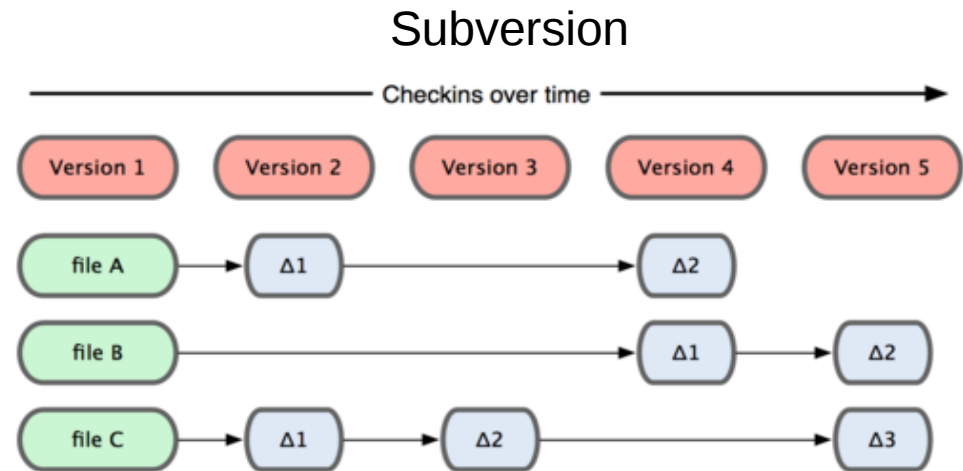 Subversion
Checkins over time
Version 1 Version 2 Version 3 Version 4 Version 5
file A Δ1 Δ2
file B Δ1 Δ2
file C Δ1 Δ2 Δ3